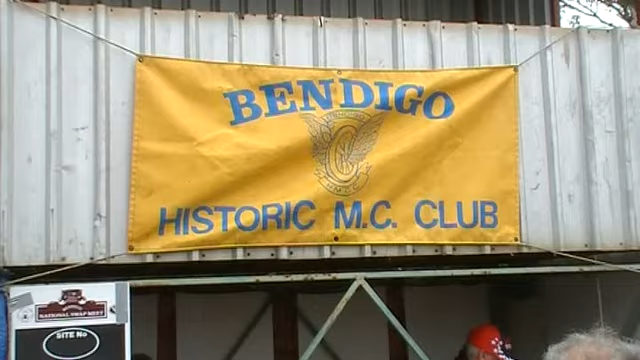 BENDIGO
HISTORIC M.C. CLUB
NATIONAL SWAP MEET
SITE No